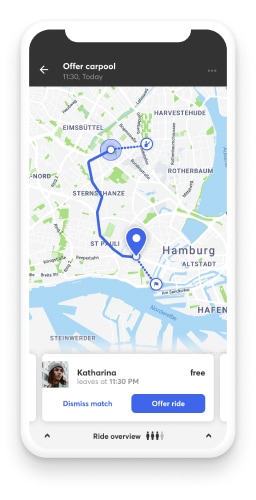 Offer carpool
11:30, Today
HARVESTEHUDE
EIMSBÜTTEL
-NORD
ROTHERBAUM
STERNSCHANZE
ST PAULI
Hamburg
ALTSTADT
HAFEN
Norderelbe
STEINWERDER
Katharina
free
leaves at 11:30 PM
Dismiss match
Offer ride
Ride overview